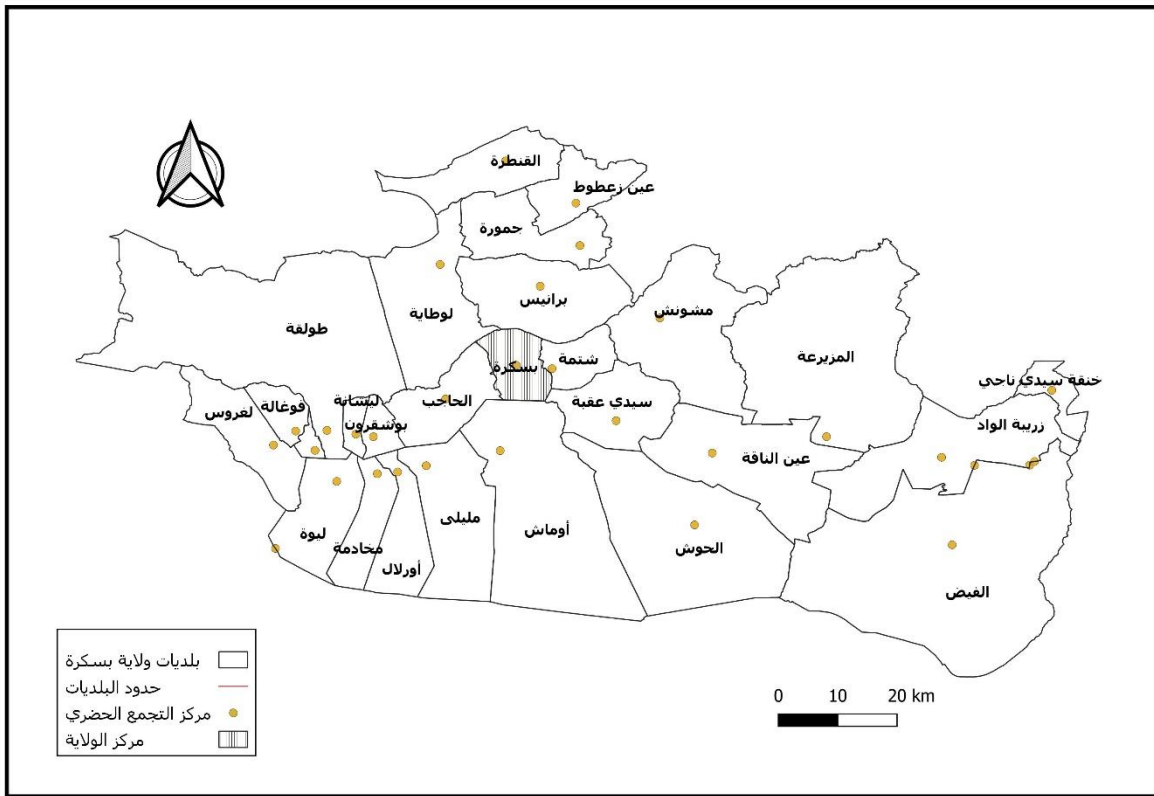 القنطرة
عين زعطوط
جمورة
برانيس
مشونش
لوطاية
طولقة
المزيرعة
شتمة
بسكرة
خنقة سيدي ناجي
ليشانة
الحاجب
سيدي عقبة
فوغالة
لغروس
بوشقرون
زريبة الواد
عين الناقة
مليلى
أوماش
ليوة
مخادمة
الحوش
أورلال
الفيض
بلديات ولاية بسكرة
حدود البلديات
مركز التجمع الحضري
مركز الولاية
0 10 20 km